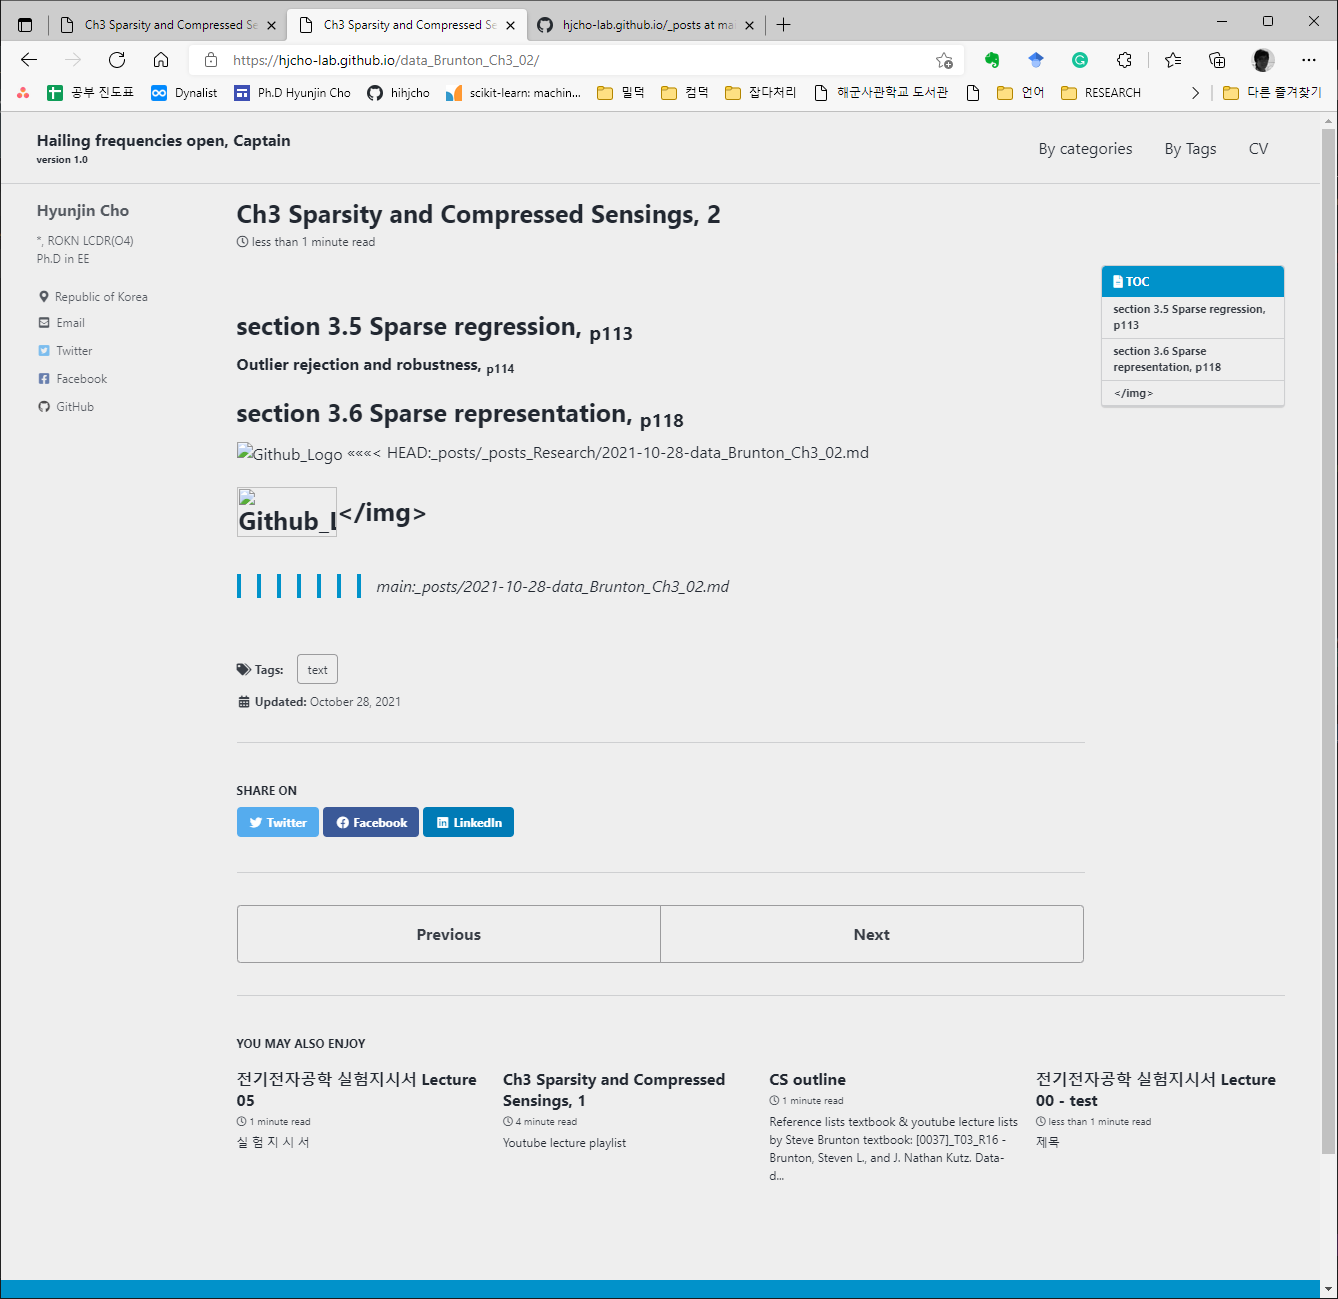 Ch3 Sparsity and Compressed Se
Ch3 Sparsity and Compressed Se
hjcho-lab.github.io/_posts at mai
https://hjcho-lab.github.io/data_Brunton_Ch3_02/
공부 진도표
Dynalist
Ph.D Hyunjin Cho
hihjcho
scikit-learn: machin...
밀덕
컴덕
잡다처리
해군사관학교 도서관
언어
RESEARCH
다른 즐겨찾기
Hailing frequencies open, Captain
version 1.0
By categories
By Tags
CV
Hyunjin Cho
*, ROKN LCDR(O4)
Ph.D in EE
Republic of Korea
Email
Twitter
Facebook
GitHub
Ch3 Sparsity and Compressed Sensings, 2
less than 1 minute read
section 3.5 Sparse regression, p113
Outlier rejection and robustness, p114
section 3.6 Sparse representation, p118
Github_Logo «««< HEAD:_posts/_posts_Research/2021-10-28-data_Brunton_Ch3_02.md
Github_L</img>
main:_posts/2021-10-28-data_Brunton_Ch3_02.md
TOC
section 3.5 Sparse regression,
p113
section 3.6 Sparse
representation, p118
</img>
Tags: text
Updated: October 28, 2021
SHARE ON
Twitter
Facebook
LinkedIn
Previous
Next
YOU MAY ALSO ENJOY
전기전자공학 실험지시서 Lecture
05
1 minute read
실 험 지 시 서
Ch3 Sparsity and Compressed
Sensings, 1
4 minute read
Youtube lecture playlist
CS outline
1 minute read
Reference lists textbook & youtube lecture lists
by Steve Brunton textbook: [0037]_T03_R16 -
Brunton, Steven L., and J. Nathan Kutz. Data-
d...
전기전자공학 실험지시서 Lecture
00 - test
less than 1 minute read
제목